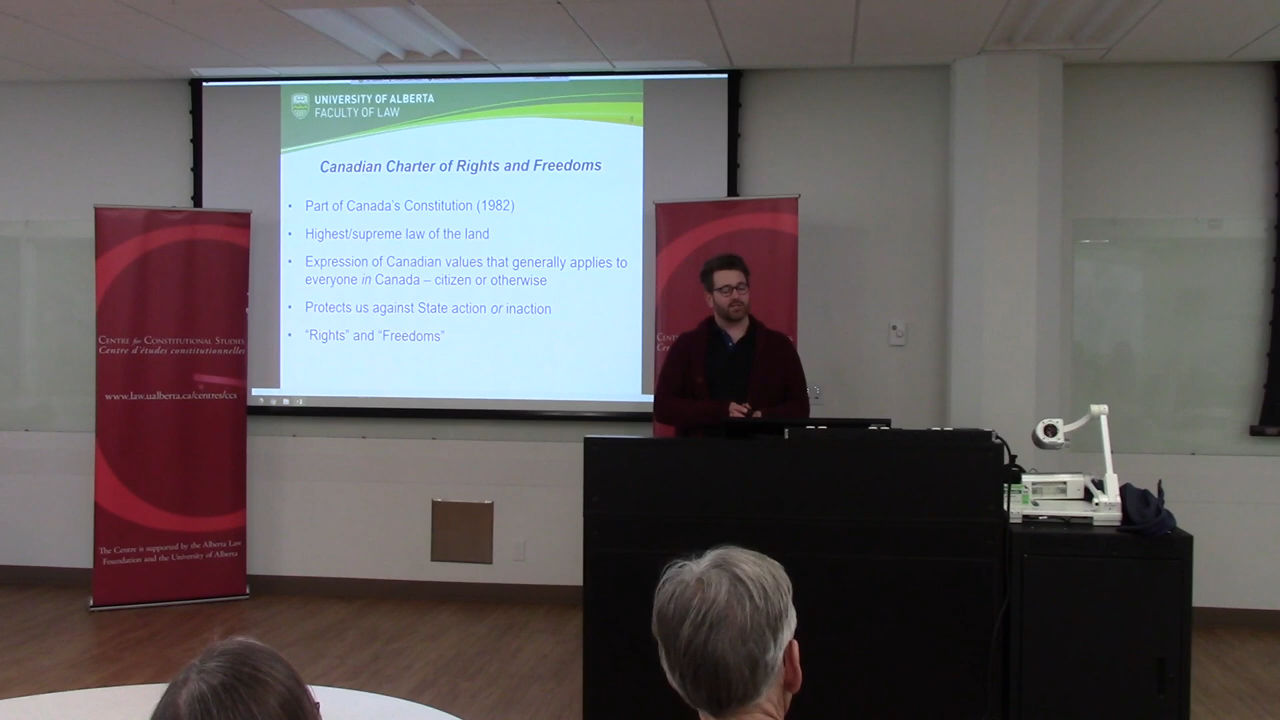 UNIVERSITY OF ALBERTA
FACULTY OF LAW
Canadian Charter of Rights and Freedoms
• Part of Canada's Constitution (1982)
• Highest/supreme law of the land
• Expression of Canadian values that generally applies to
everyone in Canada – citizen or otherwise
• Protects us against State action or inaction
• "Rights" and "Freedoms"
CENTRE for CONSTITUTIONAL STUDIES
Centre d'études constitutionnelles
www.law.ualberta.ca/centres/ccs
The Centre is supported by the Alberta Law
Foundation and the University of Alberta